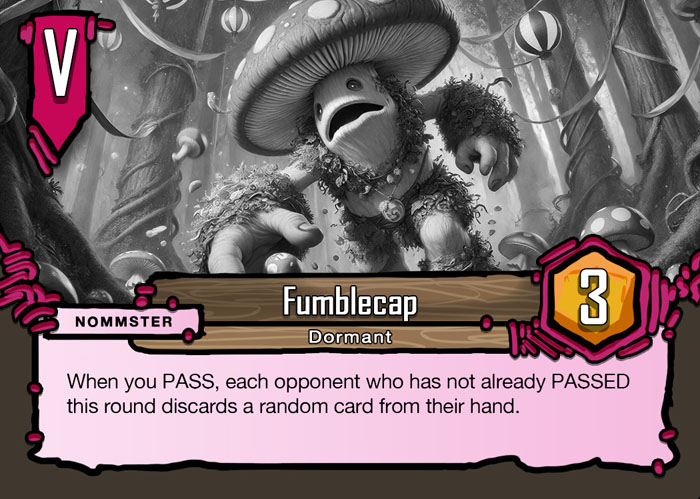 V
Fumblecap
3
NOMMSTER
Dormant
When you PASS, each opponent who has not already PASSED
this round discards a random card from their hand.